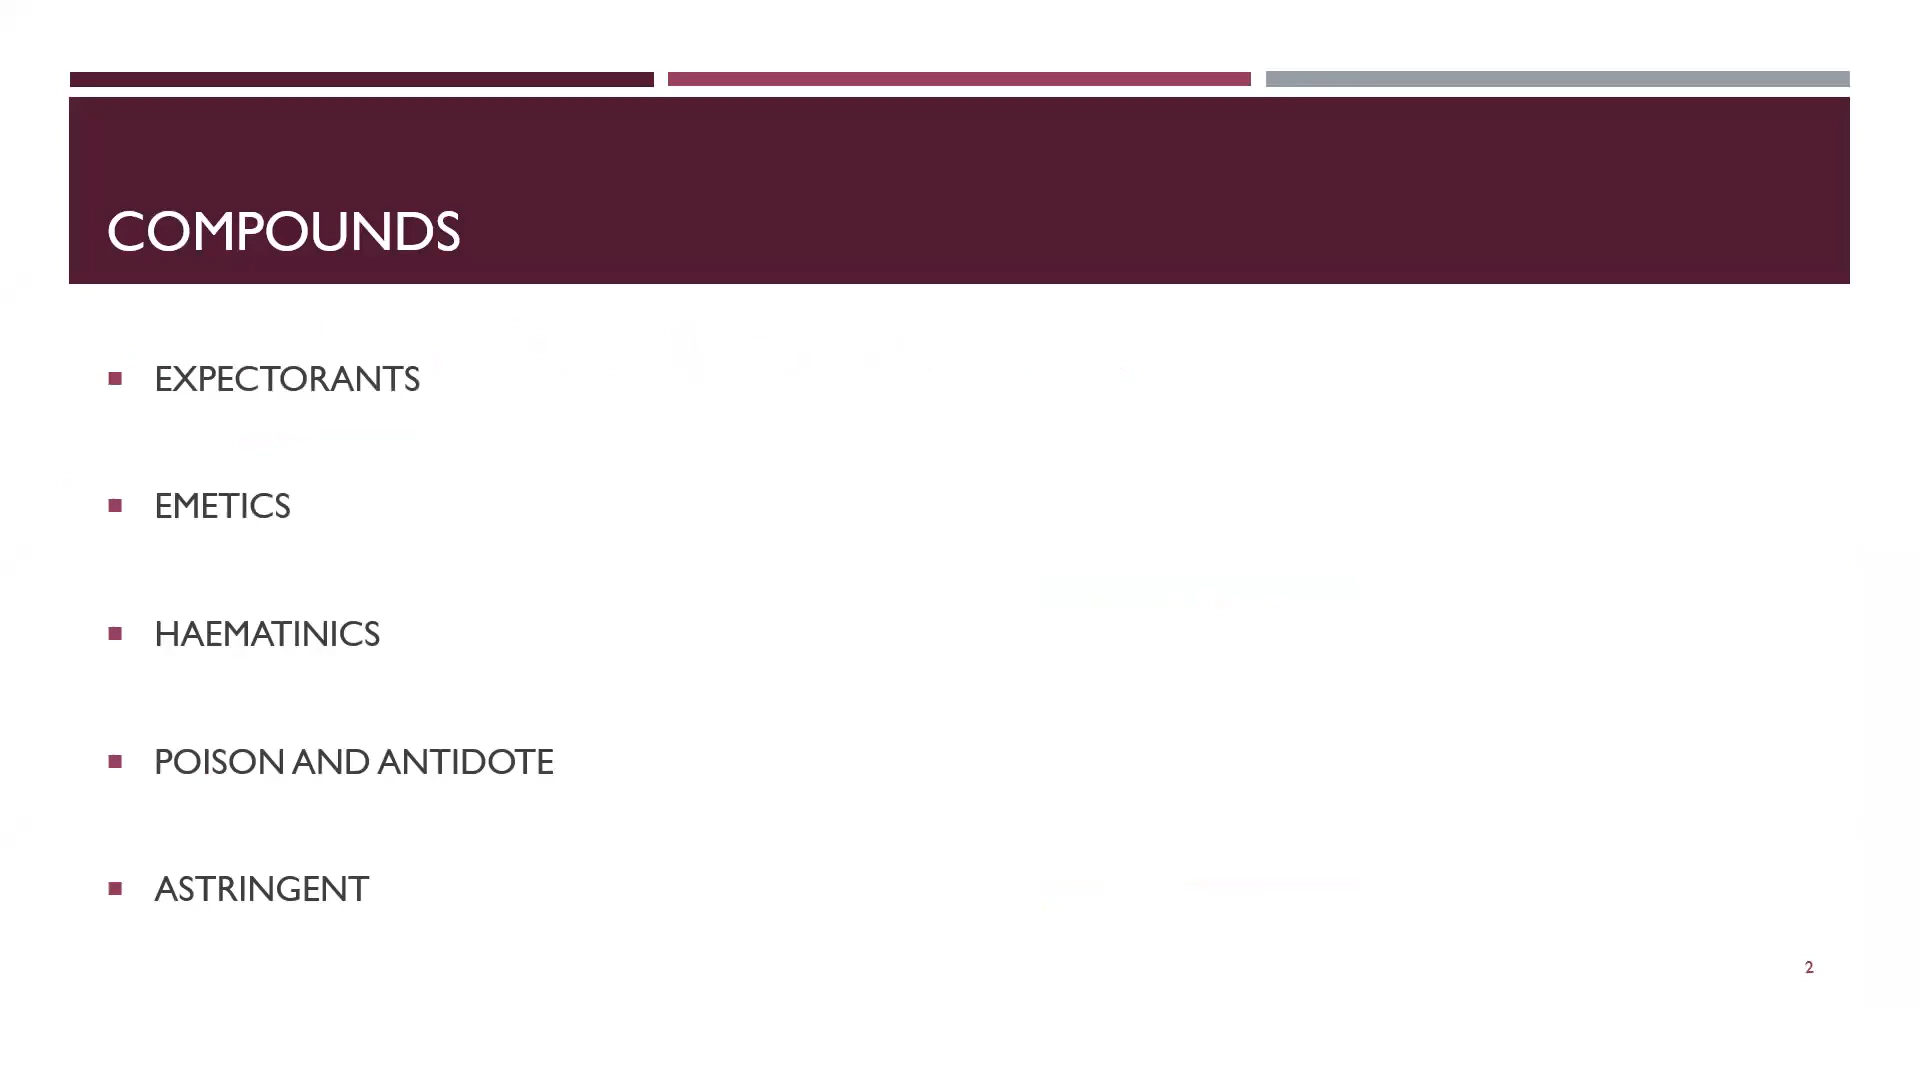 COMPOUNDS
EXPECTORANTS
EMETICS
HAEMATINICS
POISON AND ANTIDOTE
ASTRINGENT
2